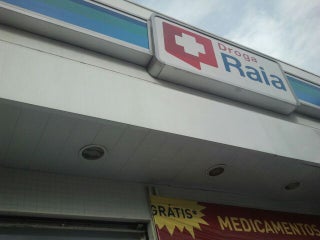 Droga
Raia
GRÁTIS*
MEDICAMENTOS